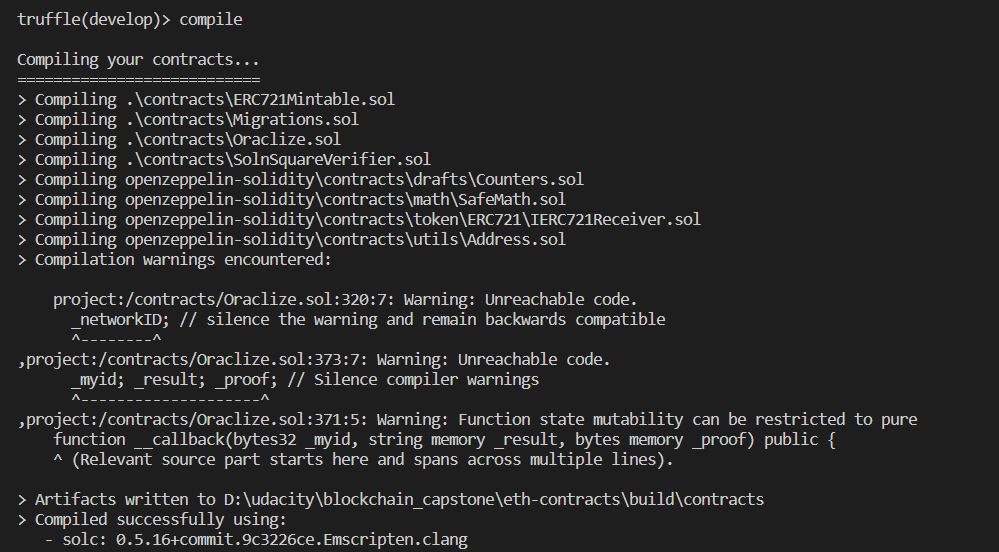 truffle(develop)> compile
Compiling your contracts...
===========================
> Compiling .\contracts\ERC721Mintable.sol
> Compiling .\contracts\Migrations.sol
> Compiling .\contracts\Oraclize.sol
> Compiling .\contracts\SolnSquareVerifier.sol
> Compiling openzeppelin-solidity\contracts\drafts\Counters.sol
> Compiling openzeppelin-solidity\contracts\math\SafeMath.sol
> Compiling openzeppelin-solidity\contracts\token\ERC721\IERC721Receiver.sol
> Compiling openzeppelin-solidity\contracts\utils\Address.sol
> Compilation warnings encountered:
project:/contracts/Oraclize.sol:320:7: Warning: Unreachable code.
_networkID; // silence the warning and remain backwards compatible
^--------^
,project:/contracts/Oraclize.sol:373:7: Warning: Unreachable code.
_myid; _result; _proof; // Silence compiler warnings
^--------------------^
,project:/contracts/Oraclize.sol:371:5: Warning: Function state mutability can be restricted to pure
function __callback(bytes32 _myid, string memory _result, bytes memory _proof) public {
^ (Relevant source part starts here and spans across multiple lines).
> Artifacts written to D:\udacity\blockchain_capstone\eth-contracts\build\contracts
> Compiled successfully using:
- solc: 0.5.16+commit.9c3226ce.Emscripten.clang